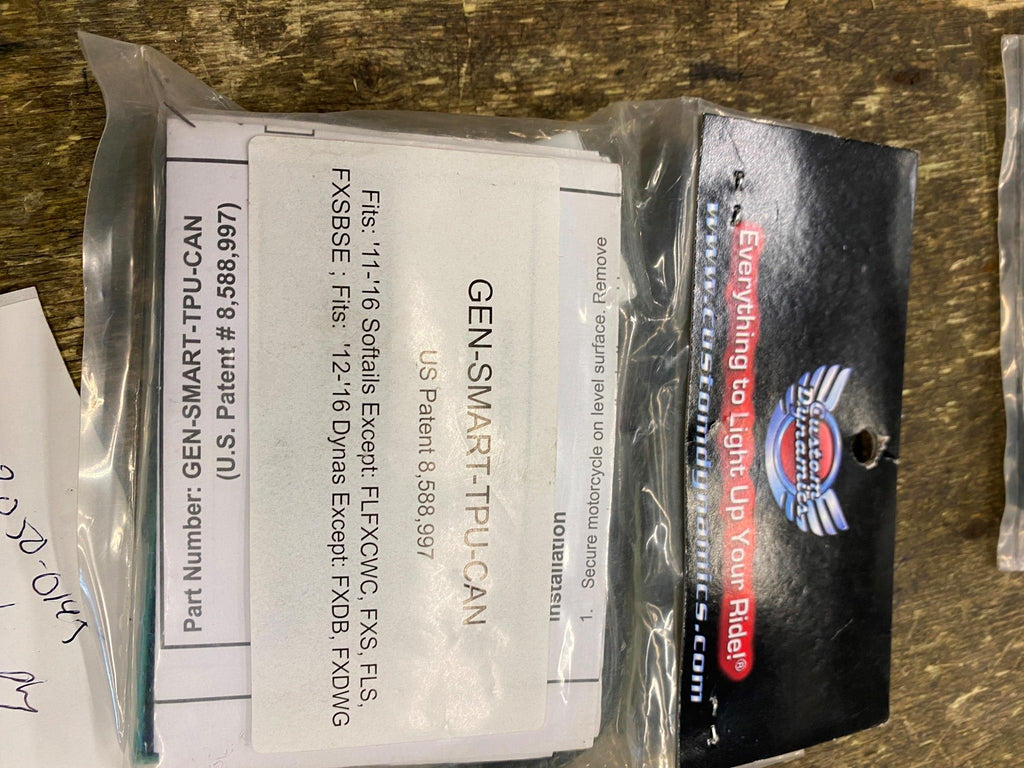 Custom
Dynamics
Everything to Light Up Your Ride!®
www.customdynamics.com
GEN-SMART-TPU-CAN
US Patent 8,588,997
Fits: '11-'16 Softails Except: FLFXCWC, FXS, FLS,
FXSBSE ; Fits: '12-'16 Dynas Except: FXDB, FXDWG
Part Number: GEN-SMART-TPU-CAN
(U.S. Patent # 8,588,997)
Installation
1. Secure motorcycle on level surface. Remove